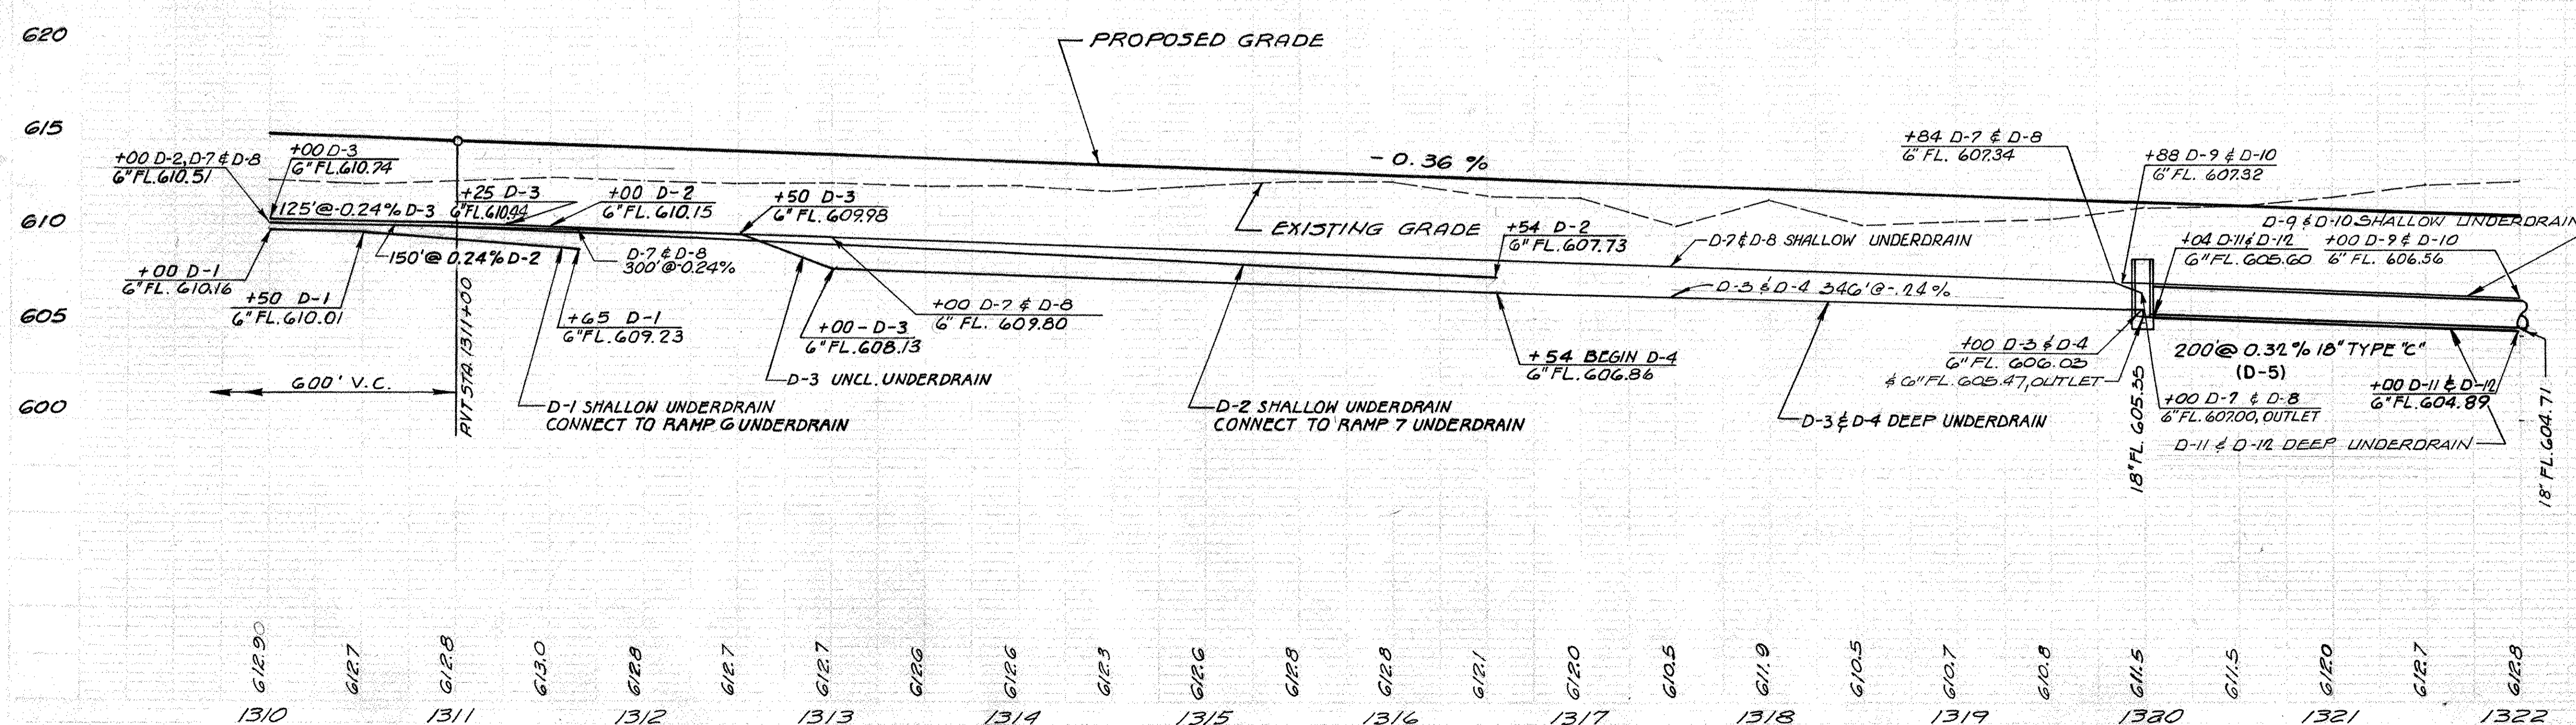 620
615
610
605
600
PROPOSED GRADE
- 0.36 %
EXISTING GRADE
+00 D-2, D-7 & D-8
6" FL. 610.51
+00 D-3
6" FL. 610.74
125' @ -0.24% D-3
+25 D-3
6" FL. 610.44
+00 D-2
6" FL. 610.15
+50 D-3
6" FL. 609.98
150' @ 0.24% D-2
D-7 & D-8
300' @ -0.24%
+00 D-1
6" FL. 610.16
+50 D-1
6" FL. 610.01
+65 D-1
6" FL. 609.23
+00 - D-3
6" FL. 608.13
+00 D-7 & D-8
6" FL. 609.80
600' V.C.
PVT STA. 1311+00
D-3 UNCL. UNDERDRAIN
D-1 SHALLOW UNDERDRAIN
CONNECT TO RAMP 6 UNDERDRAIN
+54 D-2
6" FL. 607.73
D-7 & D-8 SHALLOW UNDERDRAIN
D-3 & D-4 346' @ -.24%
+54 BEGIN D-4
6" FL. 606.86
D-2 SHALLOW UNDERDRAIN
CONNECT TO RAMP 7 UNDERDRAIN
D-3 & D-4 DEEP UNDERDRAIN
+84 D-7 & D-8
6" FL. 607.34
+88 D-9 & D-10
6" FL. 607.32
D-9 & D-10 SHALLOW UNDERDRAIN
+04 D-11 & D-12
6" FL. 605.60
+00 D-9 & D-10
6" FL. 606.56
+00 D-3 & D-4
6" FL. 606.03
& 6" FL. 605.47, OUTLET
200' @ 0.32% 18" TYPE "C"
(D-5)
+00 D-7 & D-8
6" FL. 607.00, OUTLET
+00 D-11 & D-12
6" FL. 604.89
D-11 & D-12 DEEP UNDERDRAIN
18" FL. 605.35
18" FL. 604.71
612.90 612.7 612.8 613.0 612.8 612.7 612.7 612.6 612.6 612.3 612.6 612.8 612.8 612.1 612.0 610.5 611.9 610.5 610.7 610.8 611.5 611.5 612.0 612.7 612.8
1310 1311 1312 1313 1314 1315 1316 1317 1318 1319 1320 1321 1322